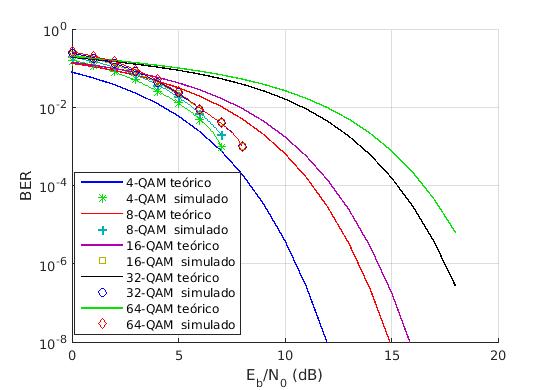 10^0
10^-2
10^-4
10^-6
10^-8
BER
4-QAM teórico
4-QAM simulado
8-QAM teórico
8-QAM simulado
16-QAM teórico
16-QAM simulado
32-QAM teórico
32-QAM simulado
64-QAM teórico
64-QAM simulado
0 5 10 15 20
E_b/N_0 (dB)